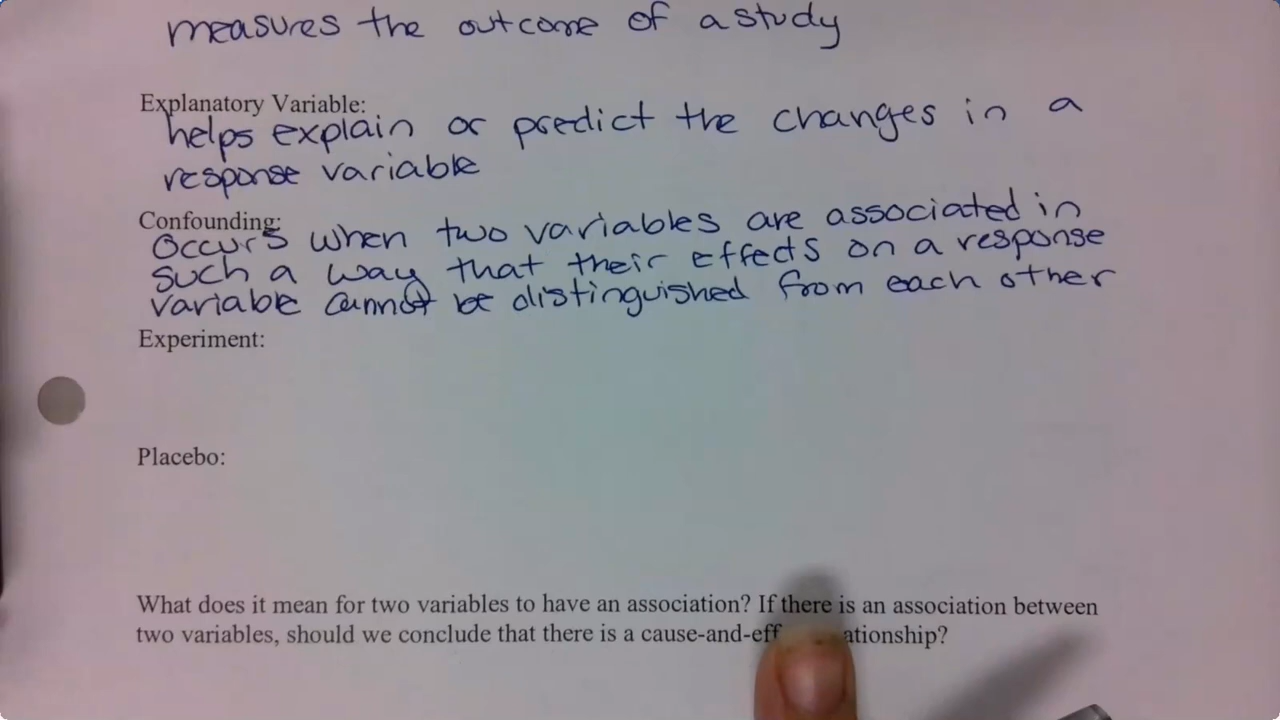 measures the outcome of a study
Explanatory Variable:
helps explain or predict the changes in a
response variable
Confounding:
occurs when two variables are associated in
such a way that their effects on a response
variable cannot be distinguished from each other
Experiment:
Placebo:
What does it mean for two variables to have an association? If there is an association between
two variables, should we conclude that there is a cause-and-eff ationship?